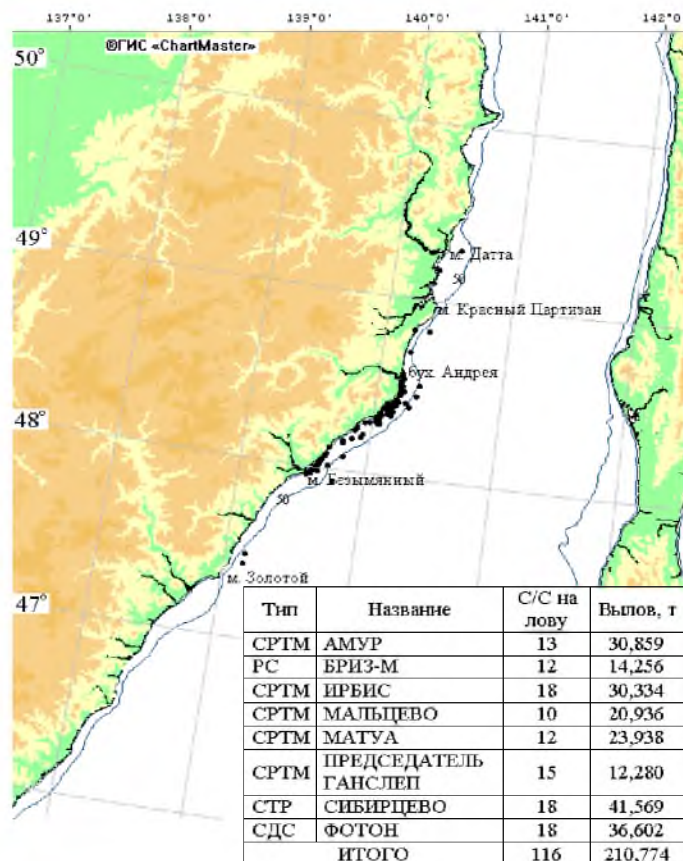 137.0° 138.0° 139.0° 140.0° 141.0° 142.0°
©ГИС «ChartMaster»
50°
49°
м. Датта
50
м. Красный Партизан
бух. Андрея
48°
м. Безымянный
50
м. Золотой
47°
Тип Название С/С на лову Вылов, т
СРТМ АМУР 13 30,859
РС БРИЗ-М 12 14,256
СРТМ ИРБИС 18 30,334
СРТМ МАЛЬЦЕВО 10 20,936
СРТМ МАТУА 12 23,938
СРТМ ПРЕДСЕДАТЕЛЬ ГАНСЛЕП 15 12,280
СТР СИБИРЦЕВО 18 41,569
СДС ФОТОН 18 36,602
ИТОГО 116 210,774